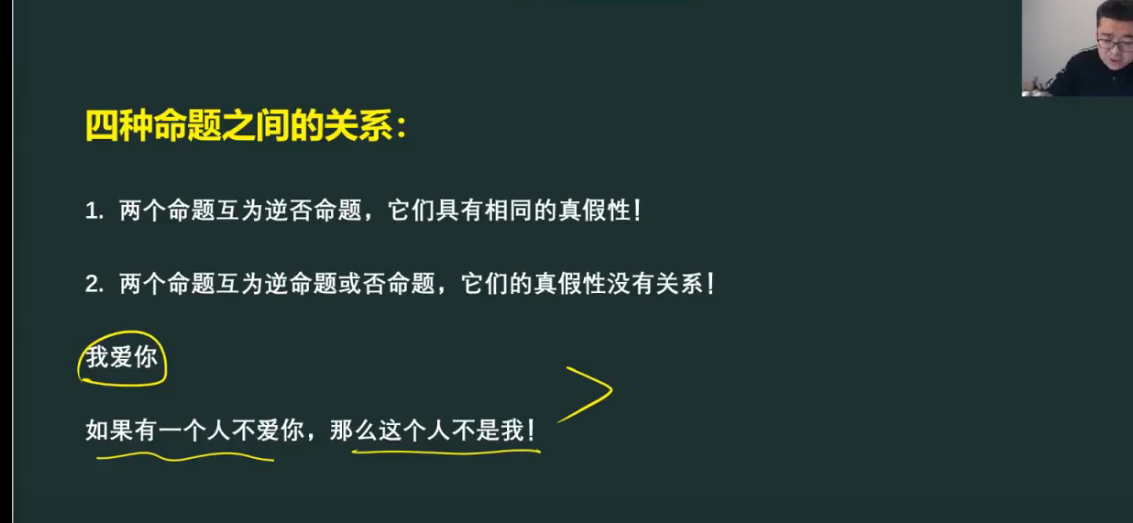 四种命题之间的关系：
1. 两个命题互为逆否命题，它们具有相同的真假性！
2. 两个命题互为逆命题或否命题，它们的真假性没有关系！
我爱你
如果有一个人不爱你，那么这个人不是我！